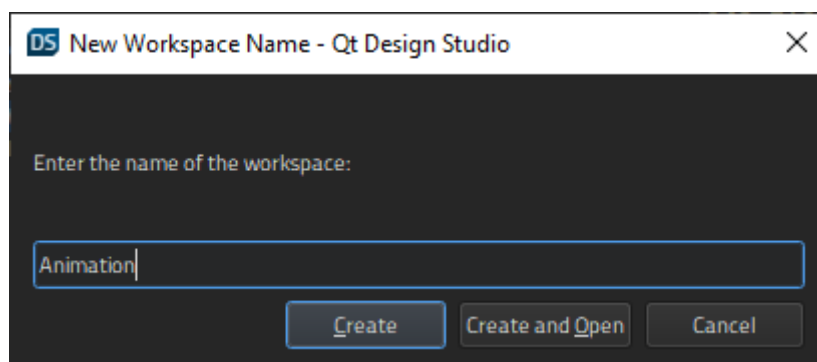 DS New Workspace Name - Qt Design Studio
Enter the name of the workspace:
Animation
Create Create and Open Cancel